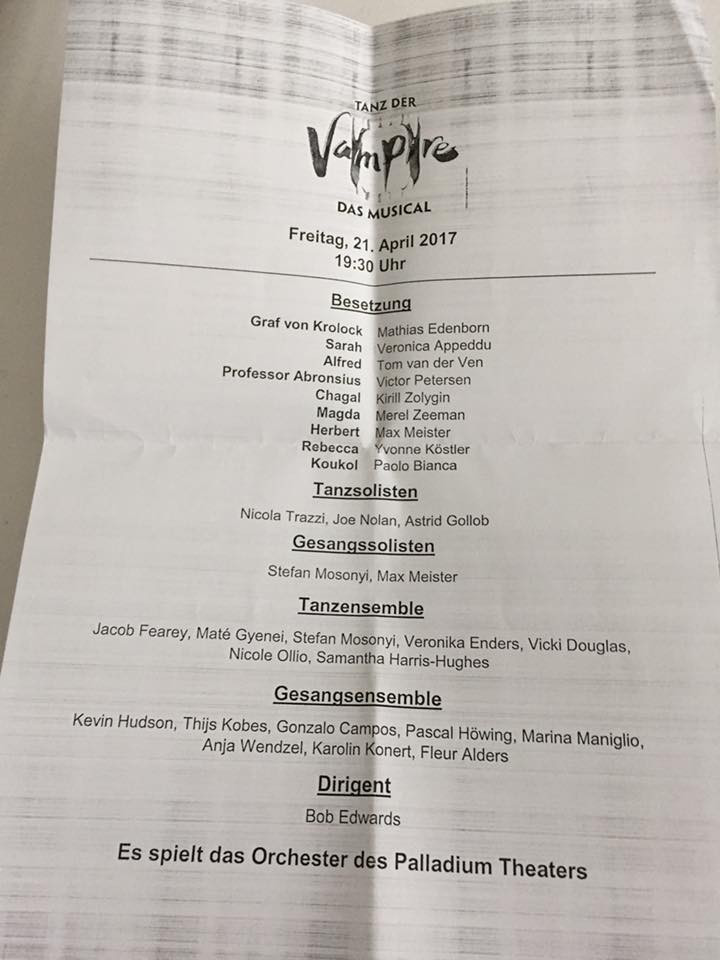 TANZ DER
Vampire
DAS MUSICAL
Freitag, 21. April 2017
19:30 Uhr
Besetzung
Graf von Krolock Mathias Edenborn
Sarah Veronica Appeddu
Alfred Tom van der Ven
Professor Abronsius Victor Petersen
Chagal Kirill Zolygin
Magda Merel Zeeman
Herbert Max Meister
Rebecca Yvonne Köstler
Koukol Paolo Bianca
Tanzsolisten
Nicola Trazzi, Joe Nolan, Astrid Gollob
Gesangssolisten
Stefan Mosonyi, Max Meister
Tanzensemble
Jacob Fearey, Maté Gyenei, Stefan Mosonyi, Veronika Enders, Vicki Douglas,
Nicole Ollio, Samantha Harris-Hughes
Gesangsensemble
Kevin Hudson, Thijs Kobes, Gonzalo Campos, Pascal Höwing, Marina Maniglio,
Anja Wendzel, Karolin Konert, Fleur Alders
Dirigent
Bob Edwards
Es spielt das Orchester des Palladium Theaters